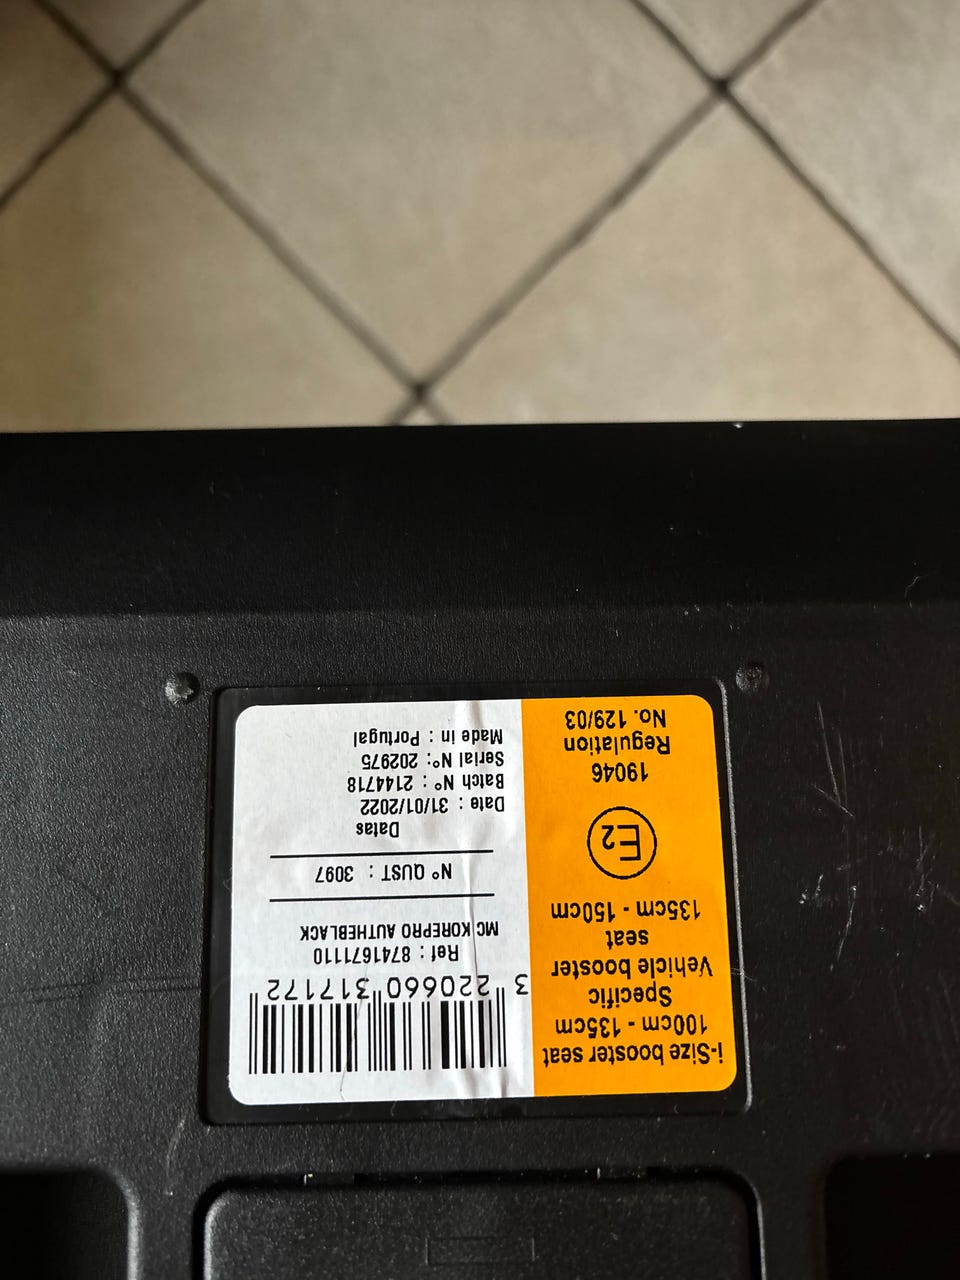 i-Size booster seat
100cm - 135cm
Specific
Vehicle booster
seat
135cm - 150cm
E2
19046
Regulation
No. 129/03
3 220660 317172
Ref : 8741671110
MC KOREPRO AUTHEBLACK
N° QUST : 3097
Datas
Date : 31/01/2022
Batch N° : 2144718
Serial N° : 202975
Made in : Portugal